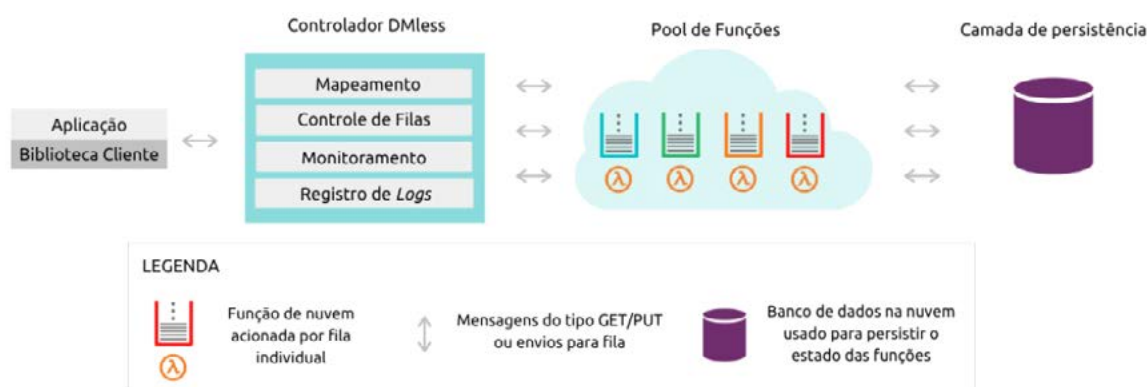 Controlador DMless
Pool de Funções
Camada de persistência
Aplicação
Biblioteca Cliente
Mapeamento
Controle de Filas
Monitoramento
Registro de Logs
λ
λ
λ
λ
LEGENDA
λ
Função de nuvem
acionada por fila
individual
Mensagens do tipo GET/PUT
ou envios para fila
Banco de dados na nuvem
usado para persistir o
estado das funções